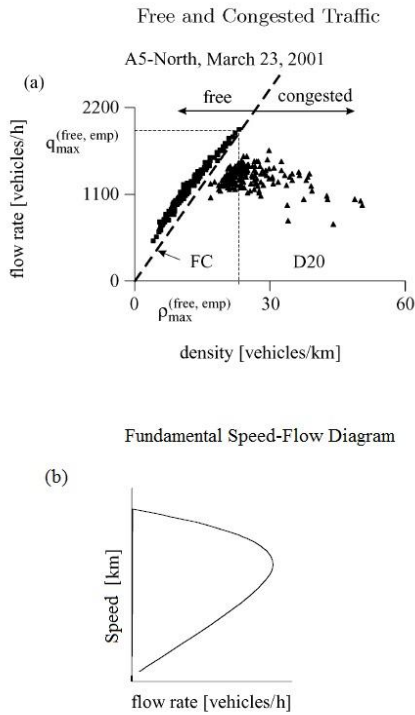 Free and Congested Traffic
A5-North, March 23, 2001
(a)
free congested
2200
q max (free, emp)
1100
0
flow rate [vehicles/h]
FC
D20
0 ρ max (free, emp) 30 60
density [vehicles/km]
Fundamental Speed-Flow Diagram
(b)
Speed [km]
flow rate [vehicles/h]